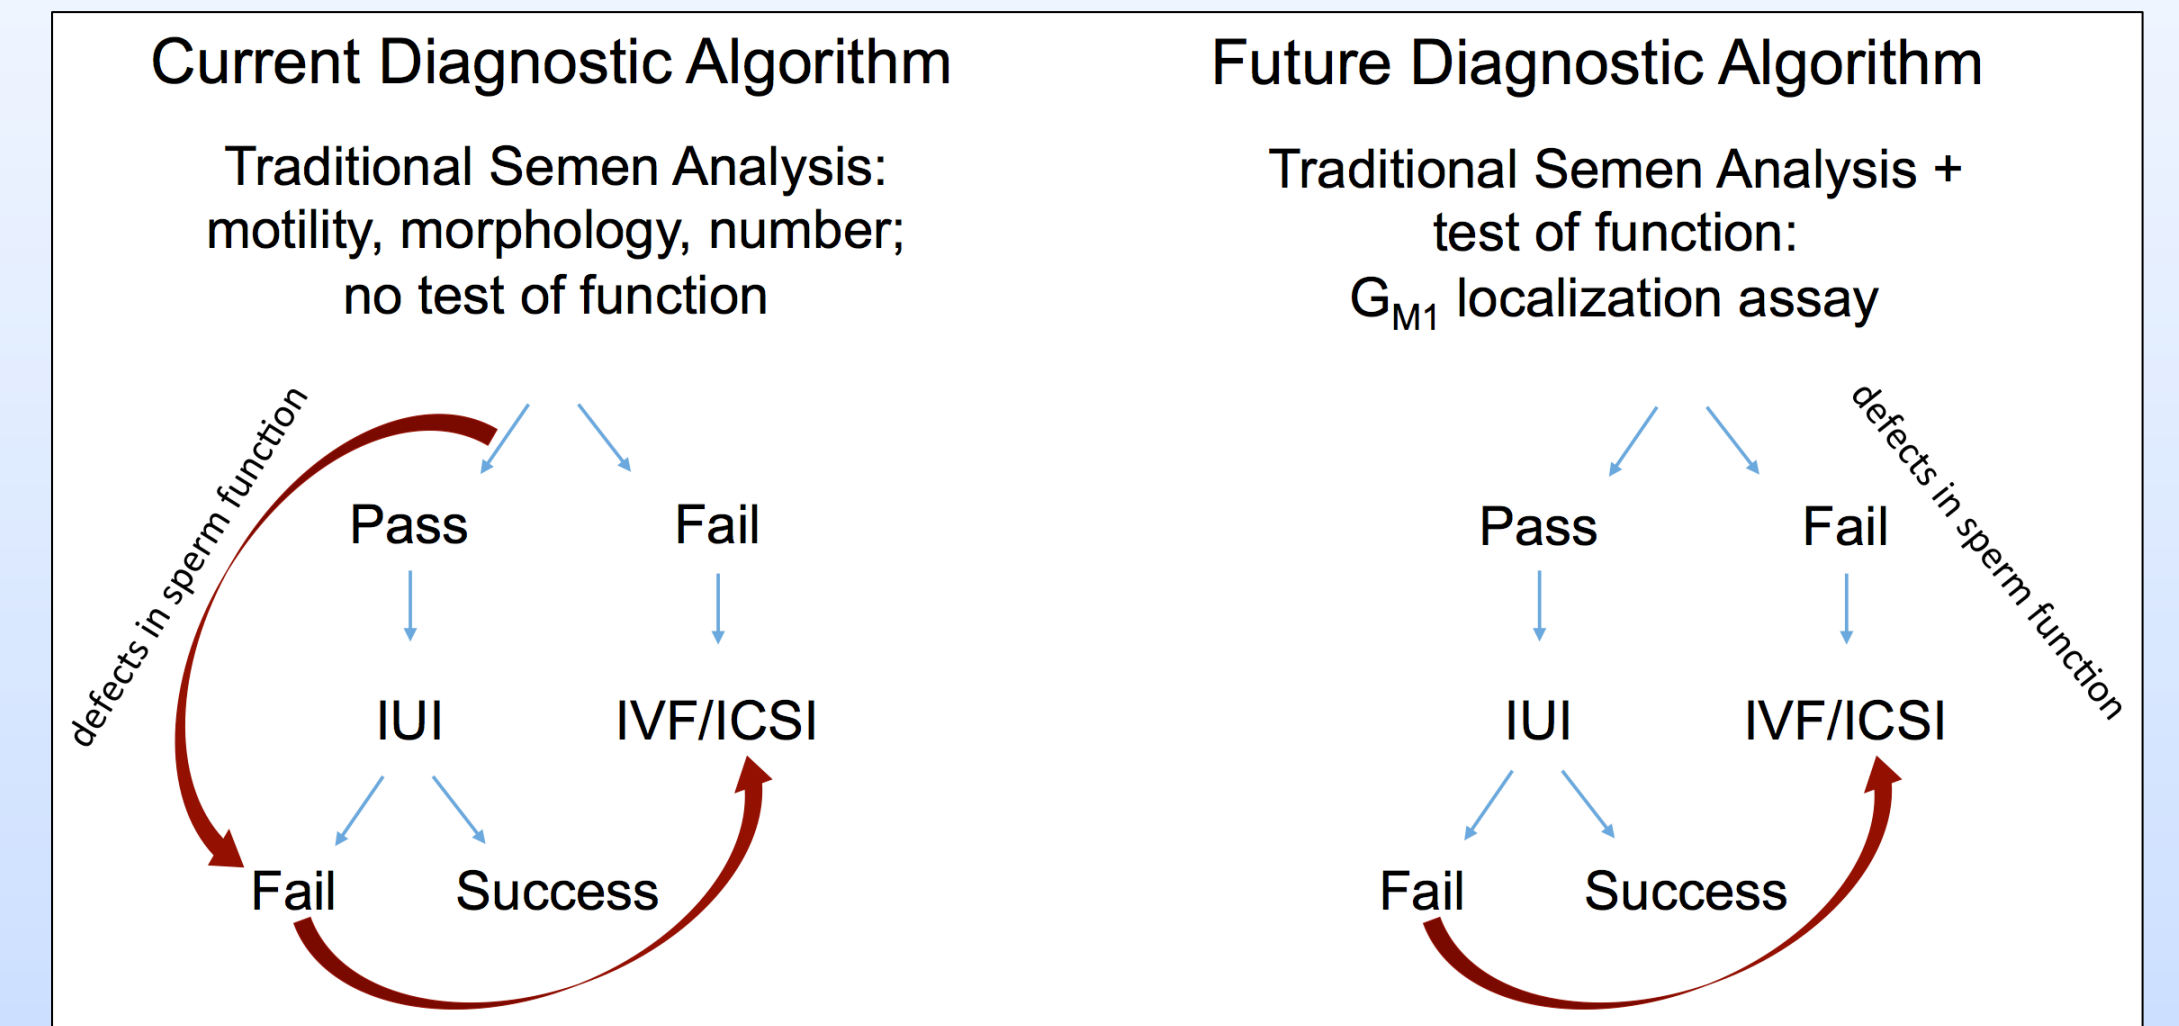 Current Diagnostic Algorithm
Traditional Semen Analysis:
motility, morphology, number;
no test of function
defects in sperm function
Pass
Fail
IUI
IVF/ICSI
Fail
Success
Future Diagnostic Algorithm
Traditional Semen Analysis +
test of function:
GM1 localization assay
defects in sperm function
Pass
Fail
IUI
IVF/ICSI
Fail
Success